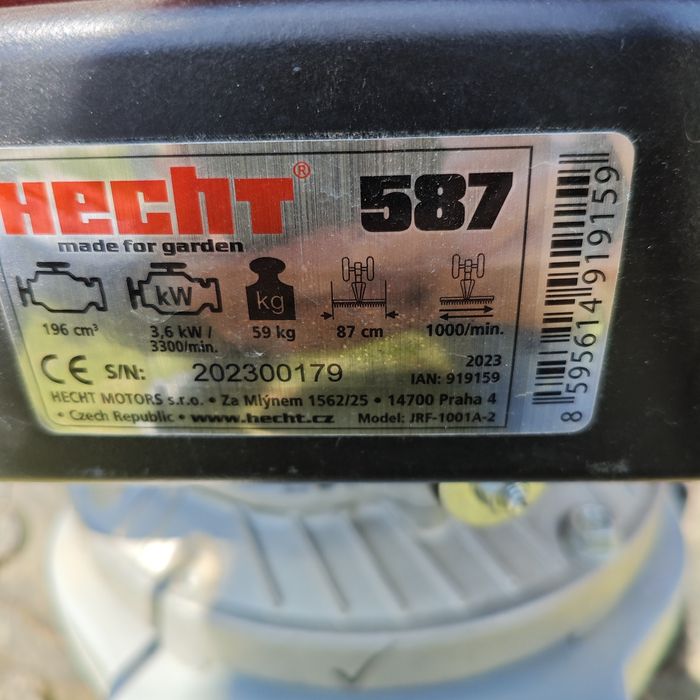 HECHT® 587
made for garden
kW kg
196 cm³ 3,6 kW / 3300/min. 59 kg 87 cm 1000/min.
2023
CE S/N: 202300179 IAN: 919159
HECHT MOTORS s.r.o. • Za Mlýnem 1562/25 • 14700 Praha 4
• Czech Republic • www.hecht.cz Model: JRF-1001A-2
8 595614 919159